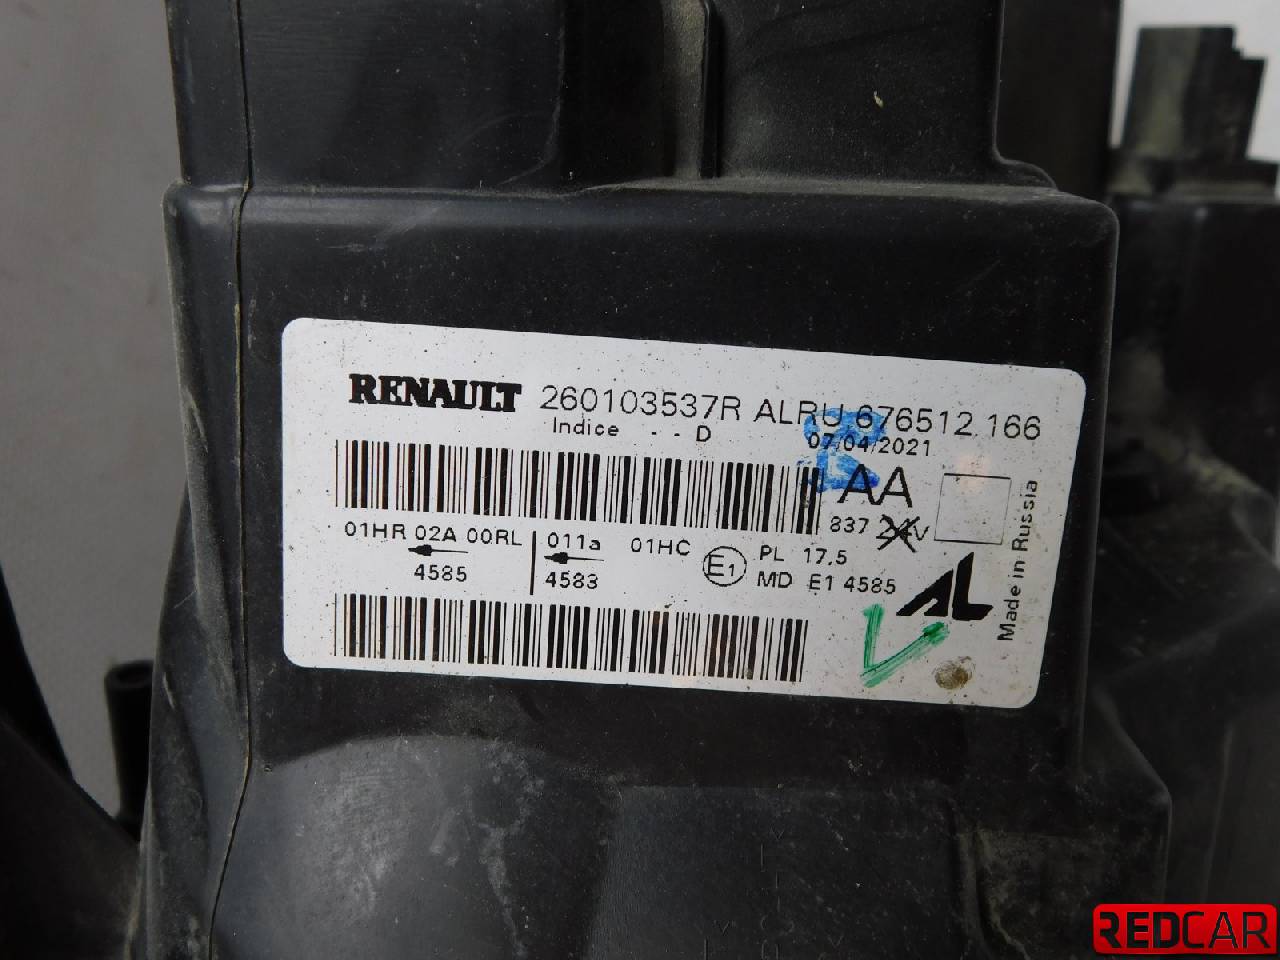 RENAULT 260103537R ALRU 676512.166
Indice - - D 07/04/2021
AA
837 24V
01HR 02A 00RL 011a 01HC E1 PL 17,5
4585 4583 MD E1 4585
AL
Made in Russia
REDCAR